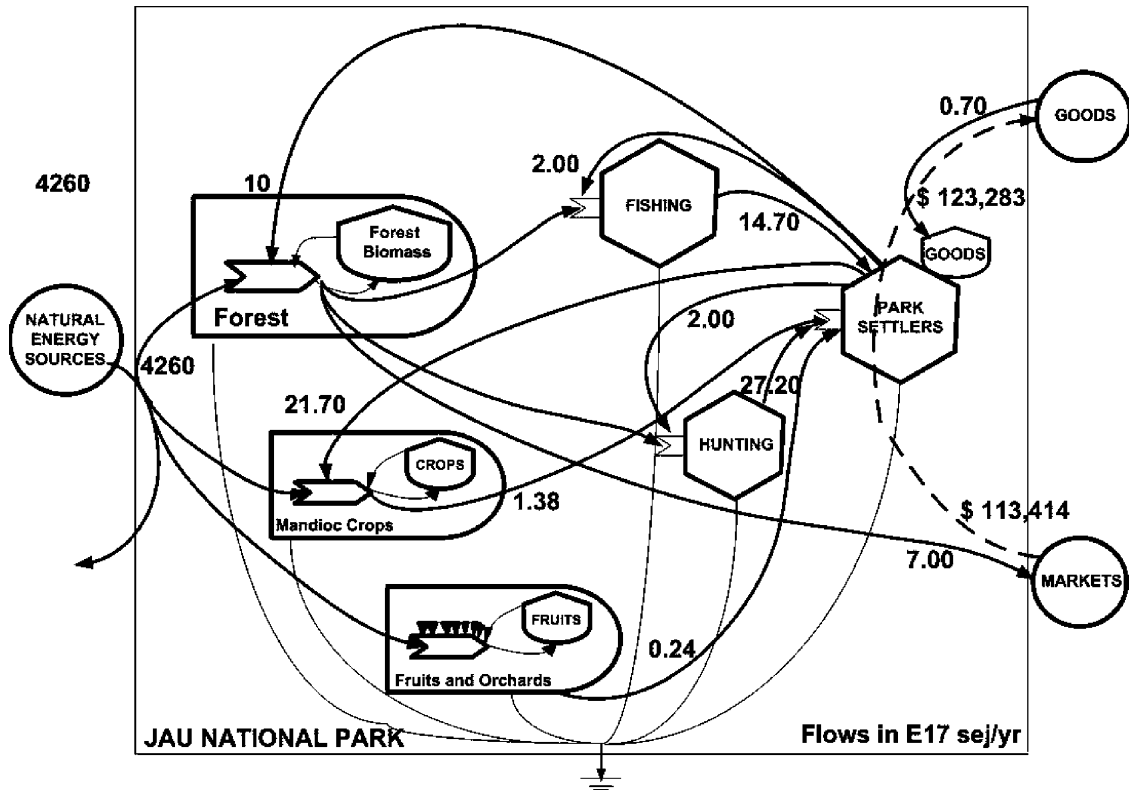 0.70
GOODS
4260
10
2.00
FISHING
$ 123,283
14.70
Forest
Biomass
GOODS
NATURAL
ENERGY
SOURCES
Forest
2.00
PARK
SETTLERS
4260
21.70
27.20
HUNTING
CROPS
1.38
Mandioc Crops
$ 113,414
7.00
MARKETS
FRUITS
0.24
Fruits and Orchards
JAU NATIONAL PARK
Flows in E17 sej/yr